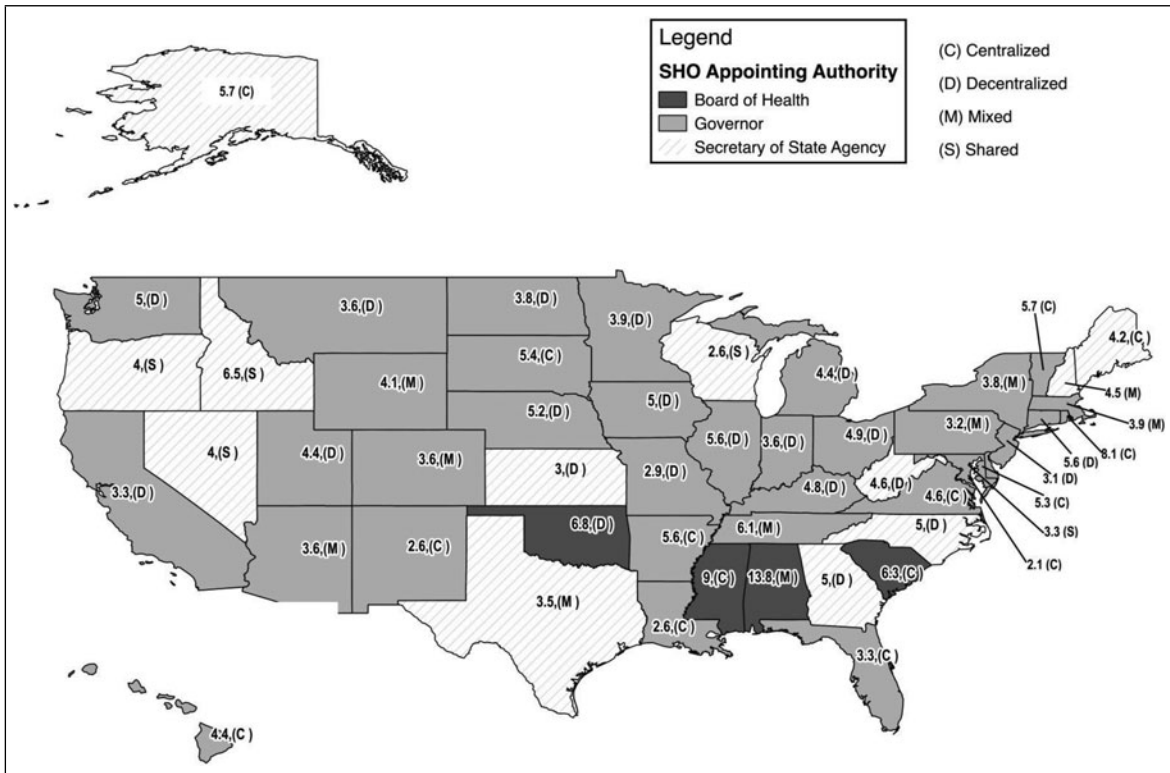 Legend
SHO Appointing Authority
Board of Health
Governor
Secretary of State Agency
(C) Centralized
(D) Decentralized
(M) Mixed
(S) Shared
5.7 (C)
5,(D )
3.6,(D )
3.8,(D )
3.9,(D )
5.7 (C)
4.2,(C )
4,(S )
6.5,(S )
5.4,(C )
2.6,(S )
4.4,(D )
3.8,(M )
4.5 (M)
4.1,(M )
5.2,(D )
5,(D )
3.9 (M)
4,(S )
4.4,(D )
3.6,(M )
3,(D )
2.9,(D )
5.6,(D )
3.6,(D )
4.9,(D )
3.2,(M )
8.1 (C)
5.6 (D)
3.1 (D)
3.3,(D )
4.8,(D )
4.6,(D )
4.6,(C )
5.3 (C)
3.3 (S)
2.1 (C)
3.6,(M )
2.6,(C )
6.8,(D )
5.6,(C )
6.1,(M )
5,(D )
3.5,(M )
2.6,(C )
9,(C )
13.8,(M )
5,(D )
6.3,(C )
3.3,(C )
4.4,(C )